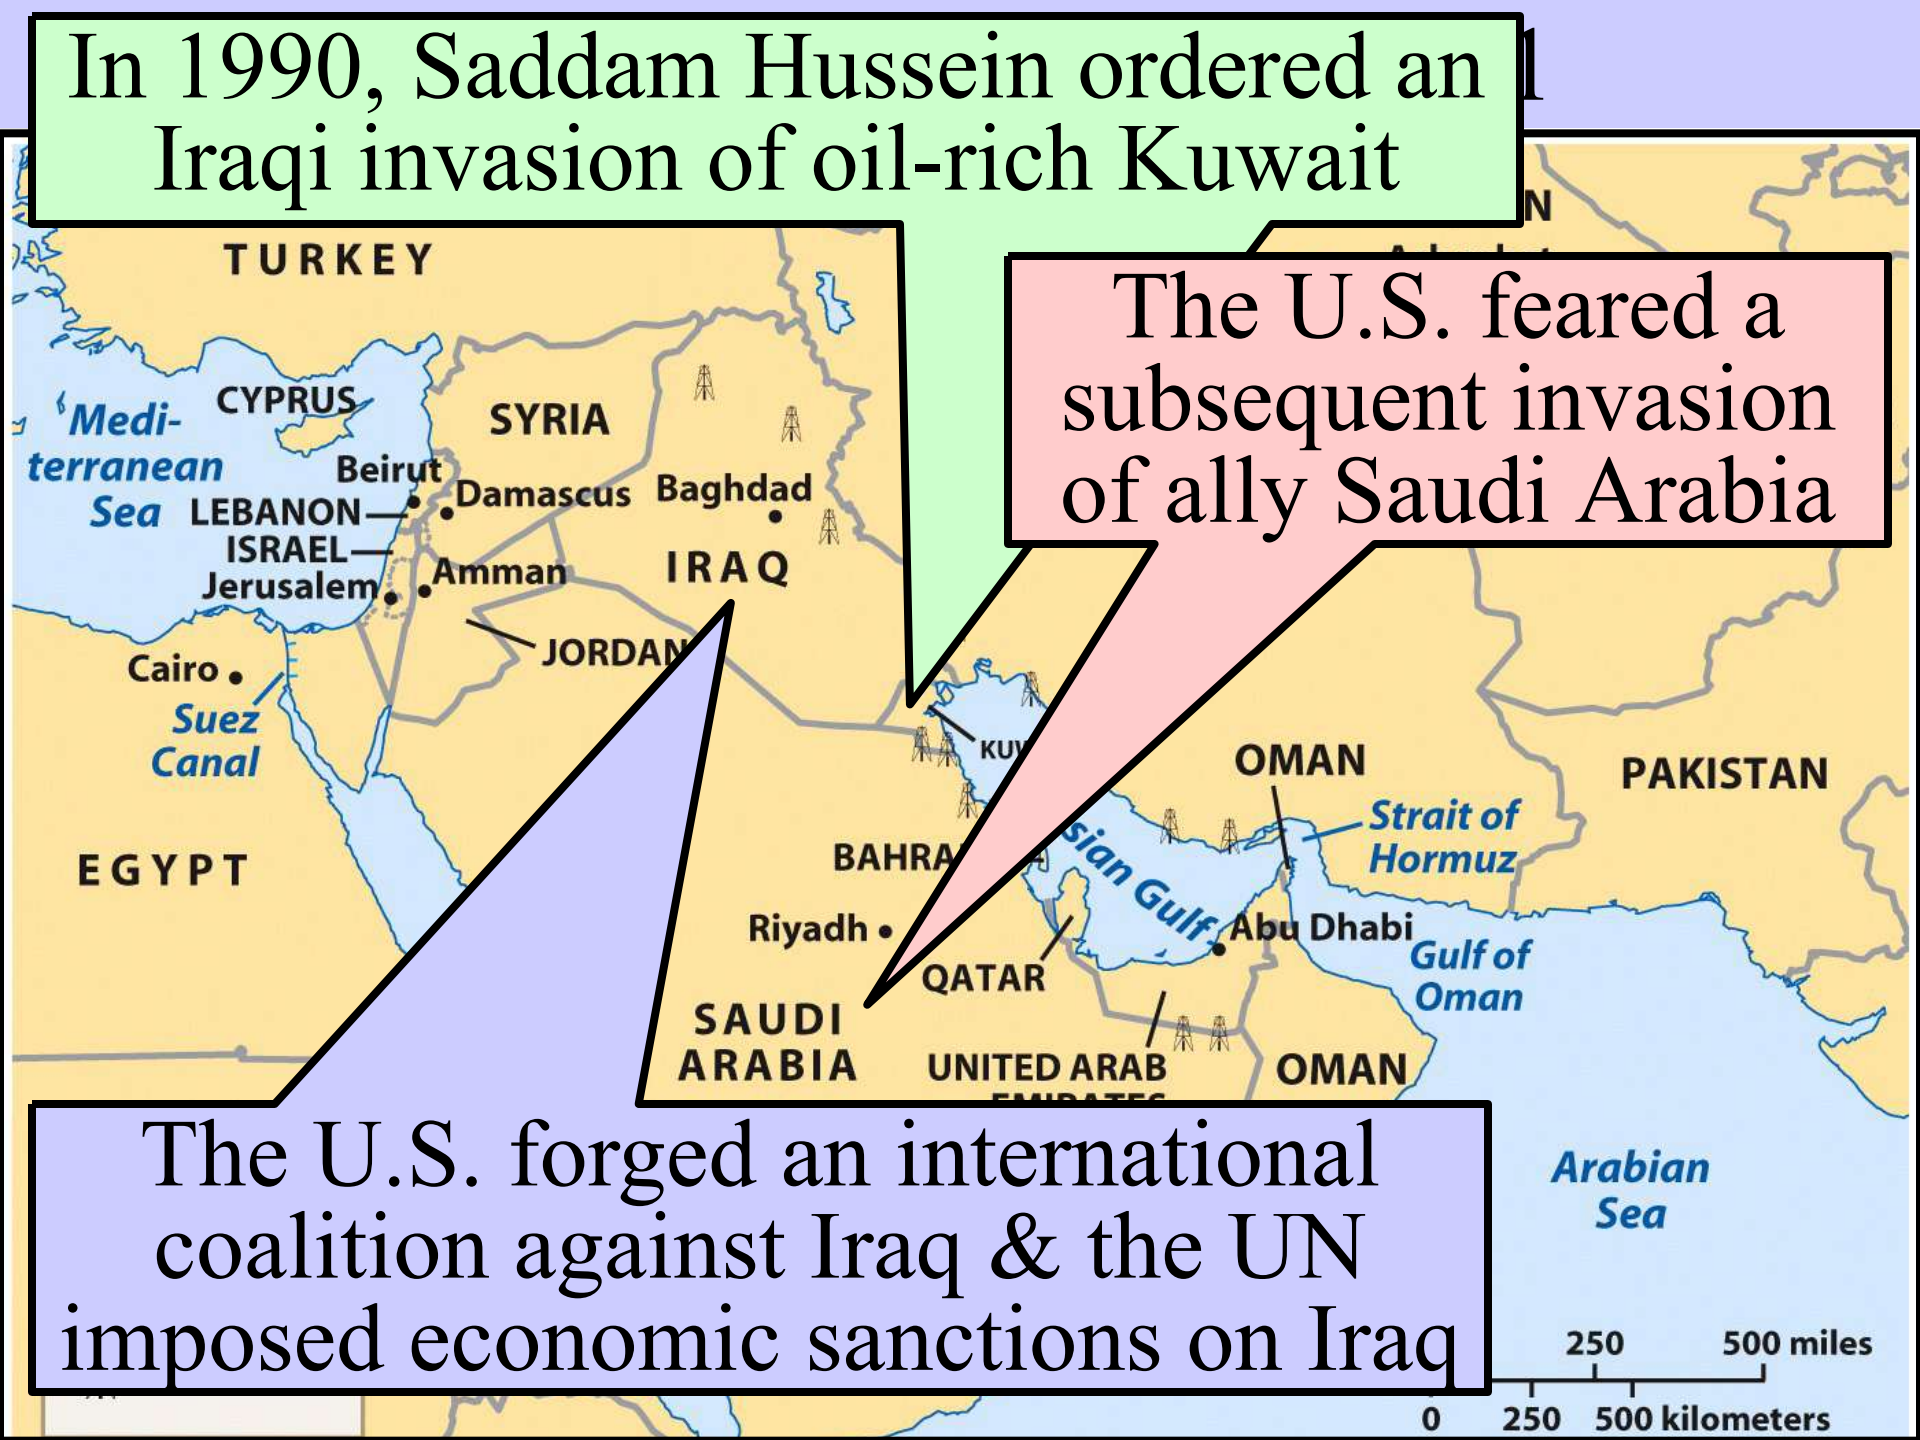 In 1990, Saddam Hussein ordered an
Iraqi invasion of oil-rich Kuwait
The U.S. feared a
subsequent invasion
of ally Saudi Arabia
TURKEY
CYPRUS
SYRIA
Medi-
terranean
Sea
Beirut
Damascus
Baghdad
LEBANON
ISRAEL
Jerusalem
Amman
IRAQ
JORDAN
Cairo
Suez
Canal
OMAN
PAKISTAN
Strait of
Hormuz
EGYPT
Riyadh
Gulf
Abu Dhabi
Gulf of
Oman
QATAR
SAUDI
ARABIA
UNITED ARAB
EMIRATES
OMAN
The U.S. forged an international
coalition against Iraq & the UN
imposed economic sanctions on Iraq
Arabian
Sea
250 500 miles
0 250 500 kilometers